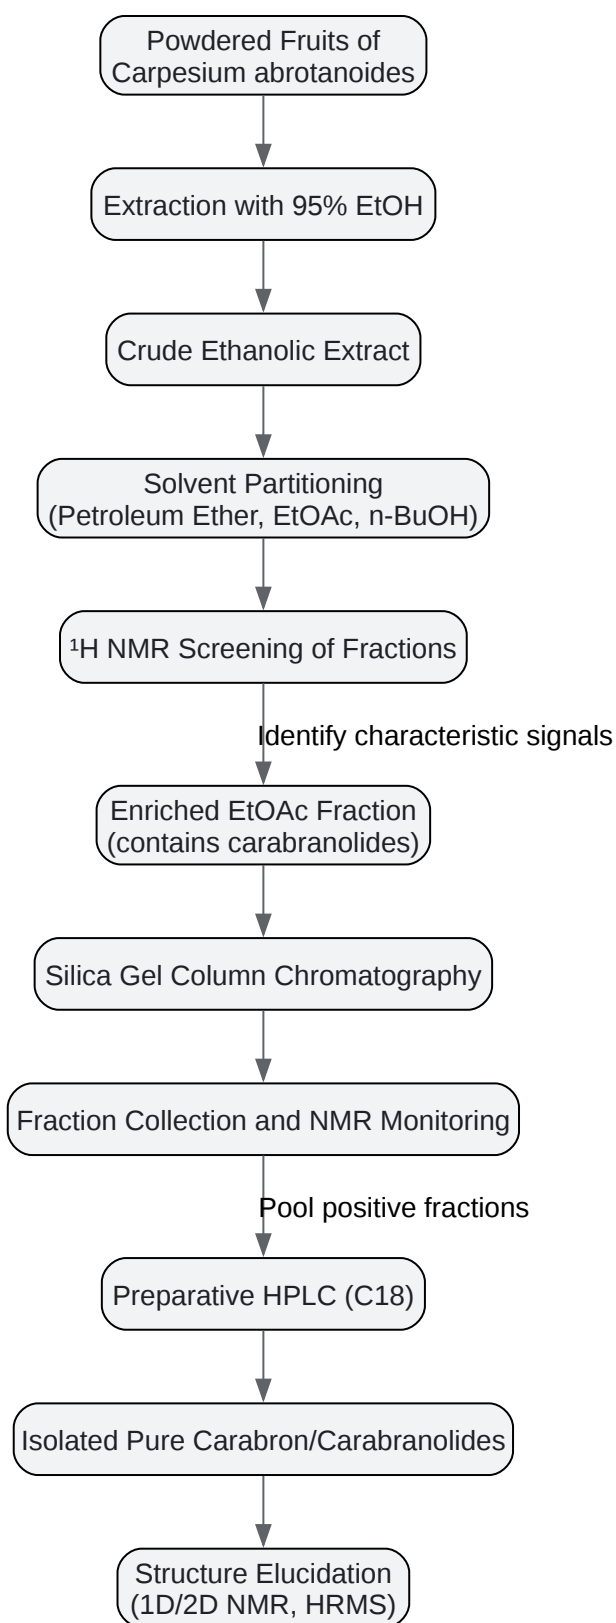 Powdered Fruits of
Carpesium abrotanoides
Extraction with 95% EtOH
Crude Ethanolic Extract
Solvent Partitioning
(Petroleum Ether, EtOAc, n-BuOH)
¹H NMR Screening of Fractions
Identify characteristic signals
Enriched EtOAc Fraction
(contains carabranolides)
Silica Gel Column Chromatography
Fraction Collection and NMR Monitoring
Pool positive fractions
Preparative HPLC (C18)
Isolated Pure Carabron/Carabranolides
Structure Elucidation
(1D/2D NMR, HRMS)